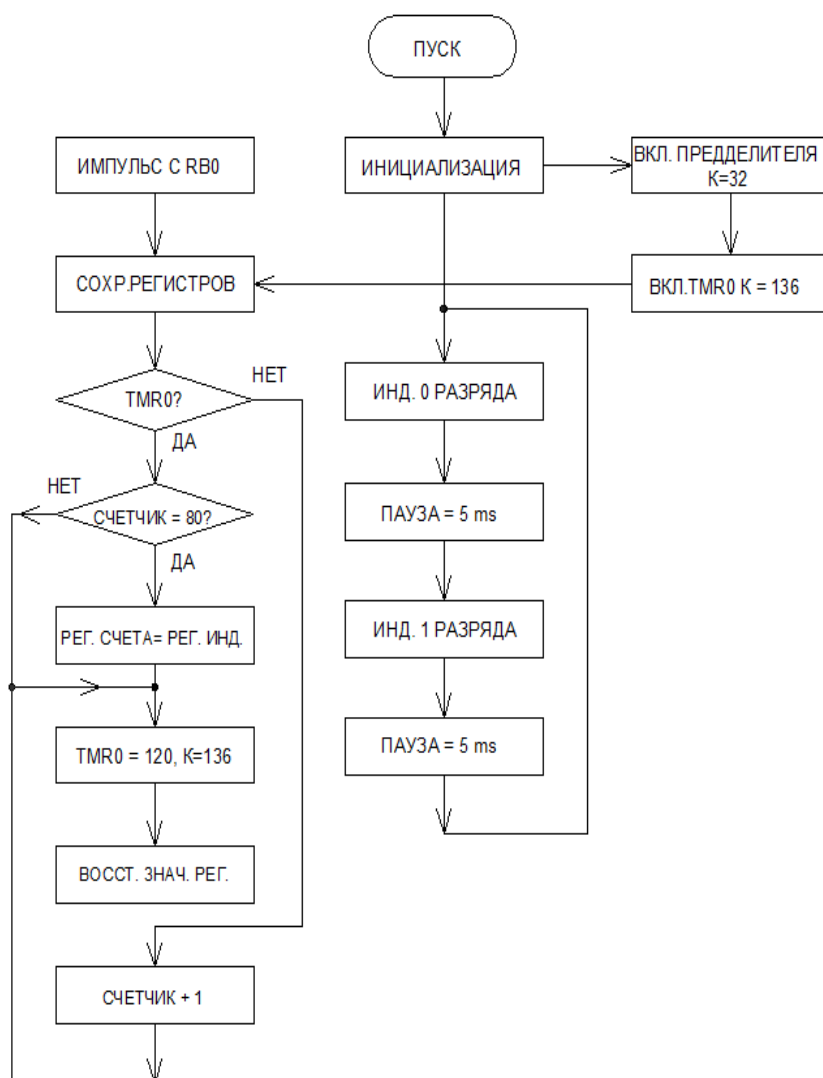 ПУСК
ИМПУЛЬС С RB0
ИНИЦИАЛИЗАЦИЯ
ВКЛ. ПРЕДДЕЛИТЕЛЯ
К=32
СОХР.РЕГИСТРОВ
ВКЛ.TMR0 К = 136
TMR0?
НЕТ
ДА
ИНД. 0 РАЗРЯДА
НЕТ
СЧЕТЧИК = 80?
ДА
ПАУЗА = 5 ms
РЕГ. СЧЕТА= РЕГ. ИНД.
ИНД. 1 РАЗРЯДА
TMR0 = 120, К=136
ПАУЗА = 5 ms
ВОССТ. ЗНАЧ. РЕГ.
СЧЕТЧИК + 1